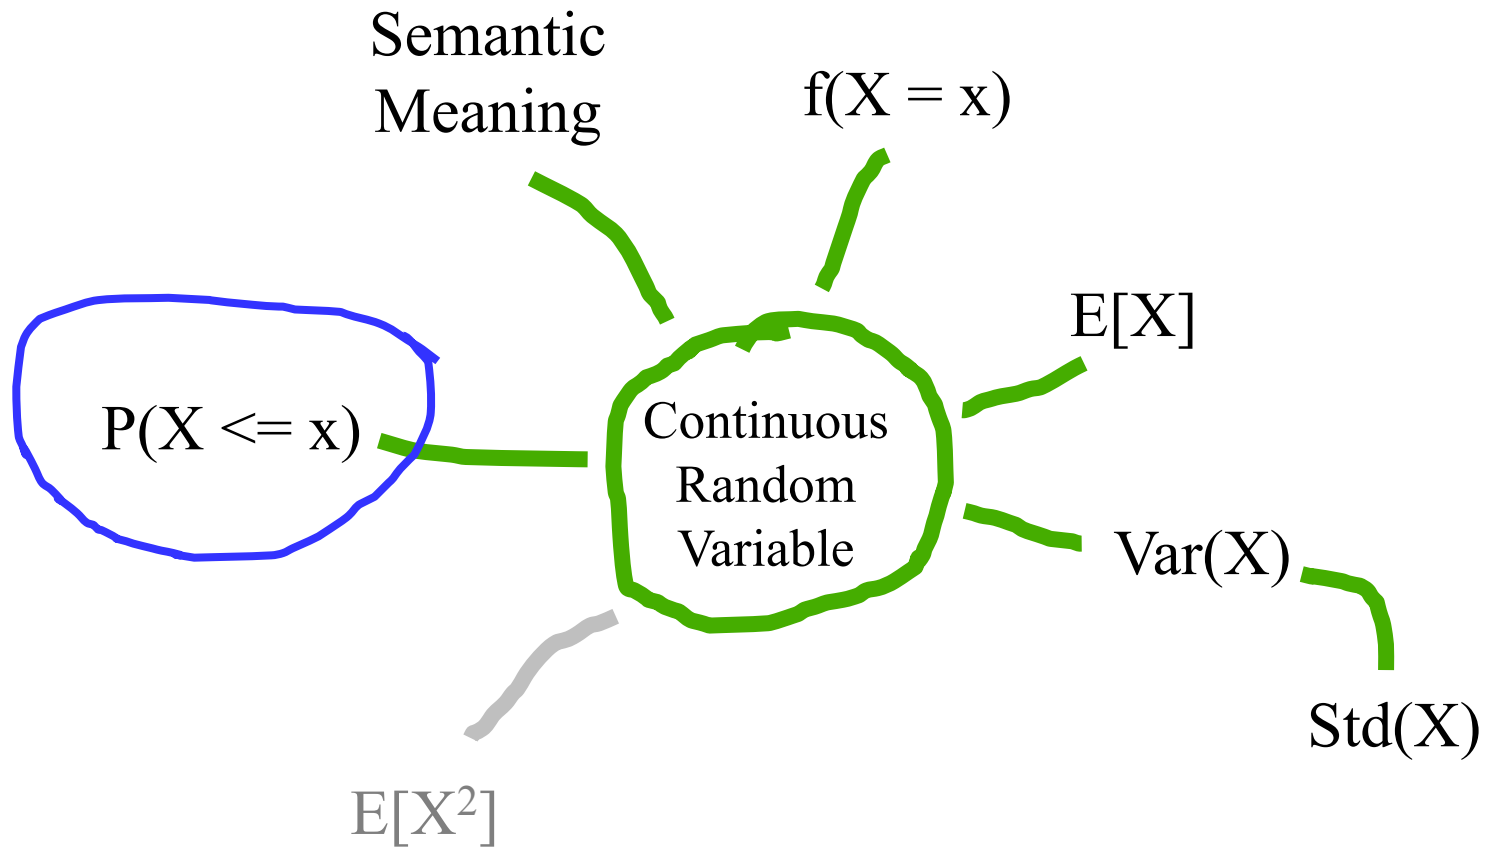 Semantic
Meaning
f(X = x)
E[X]
P(X <= x)
Continuous
Random
Variable
Var(X)
Std(X)
E[X²]